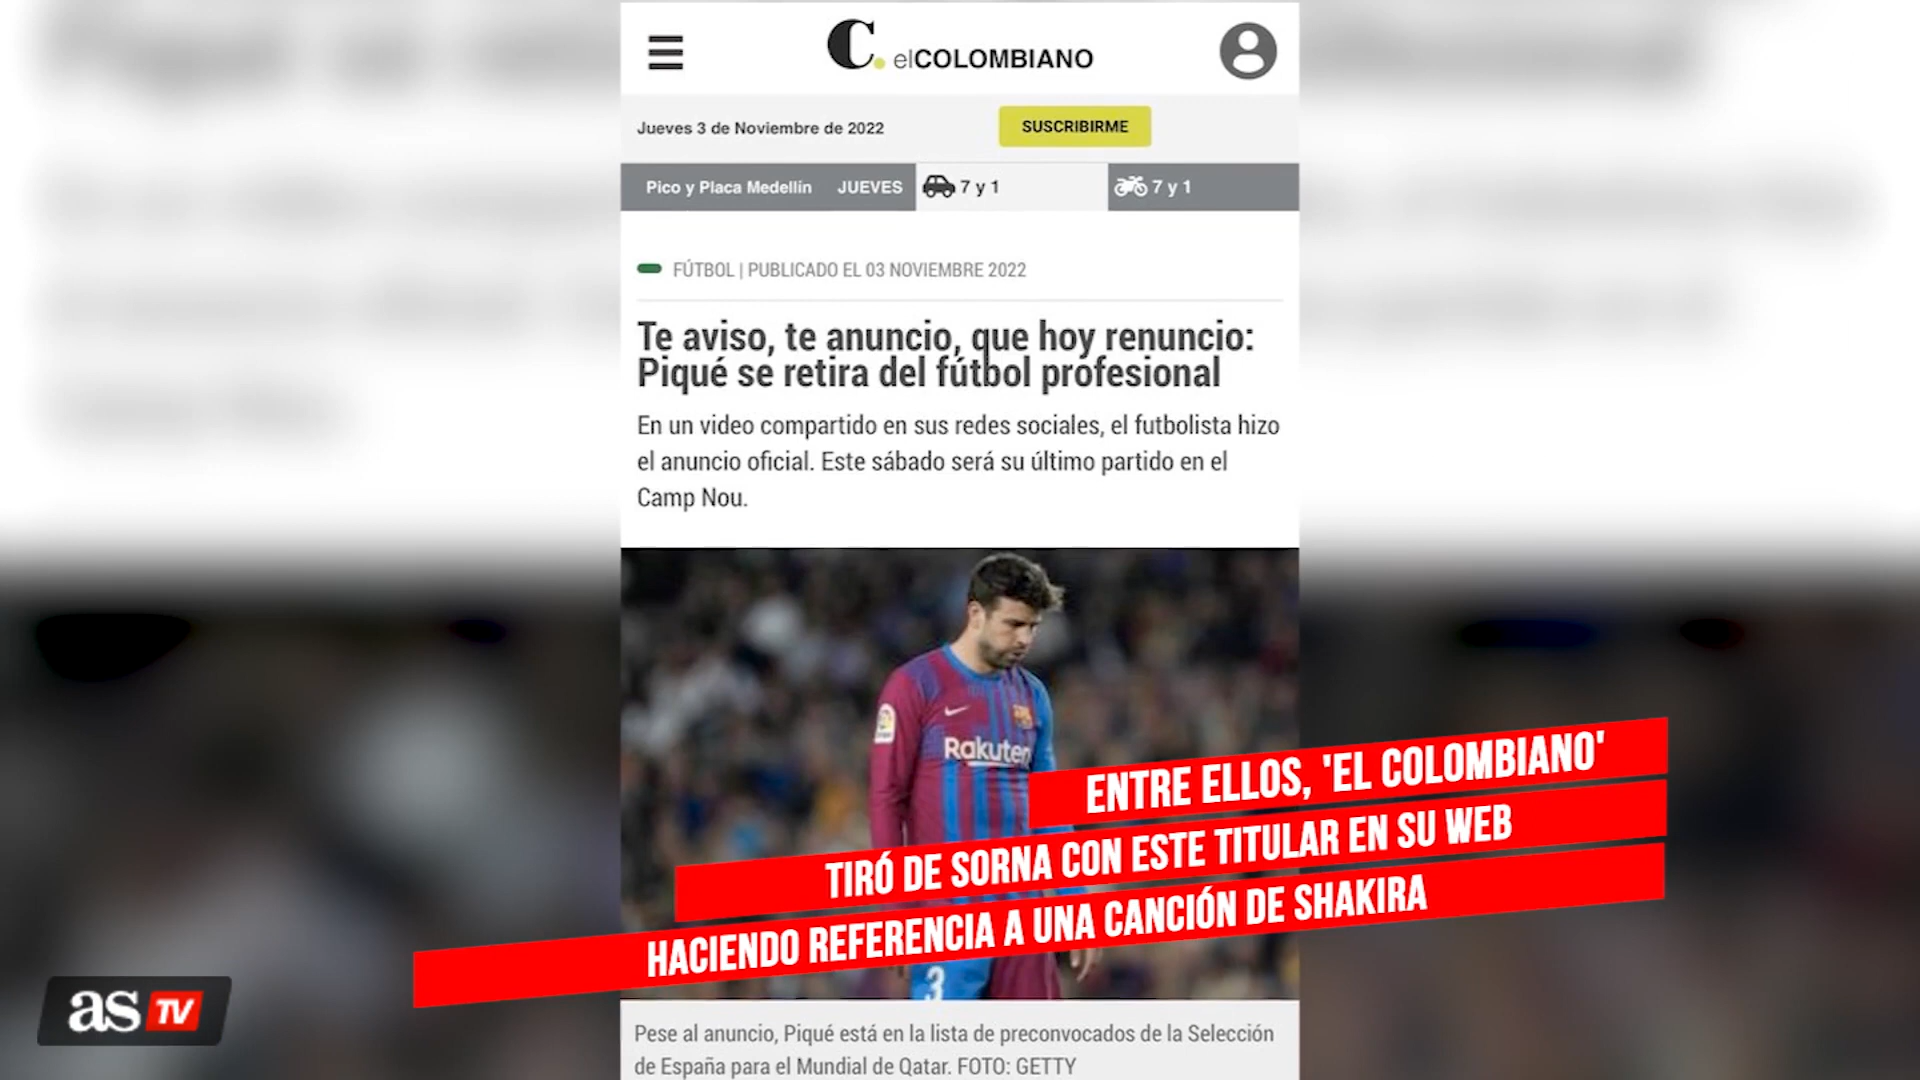 C. elCOLOMBIANO
Jueves 3 de Noviembre de 2022
SUSCRIBIRME
Pico y Placa Medellín JUEVES 7 y 1 7 y 1
FÚTBOL | PUBLICADO EL 03 NOVIEMBRE 2022
Te aviso, te anuncio, que hoy renuncio:
Piqué se retira del fútbol profesional
En un video compartido en sus redes sociales, el futbolista hizo
el anuncio oficial. Este sábado será su último partido en el
Camp Nou.
Rakuten
3
ENTRE ELLOS, 'EL COLOMBIANO'
TIRÓ DE SORNA CON ESTE TITULAR EN SU WEB
HACIENDO REFERENCIA A UNA CANCIÓN DE SHAKIRA
as TV
Pese al anuncio, Piqué está en la lista de preconvocados de la Selección
de España para el Mundial de Qatar. FOTO: GETTY